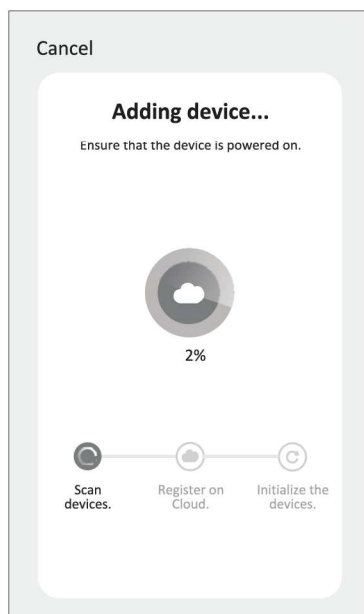 Cancel
Adding device...
Ensure that the device is powered on.
2%
Scan
devices.
Register on
Cloud.
Initialize the
devices.